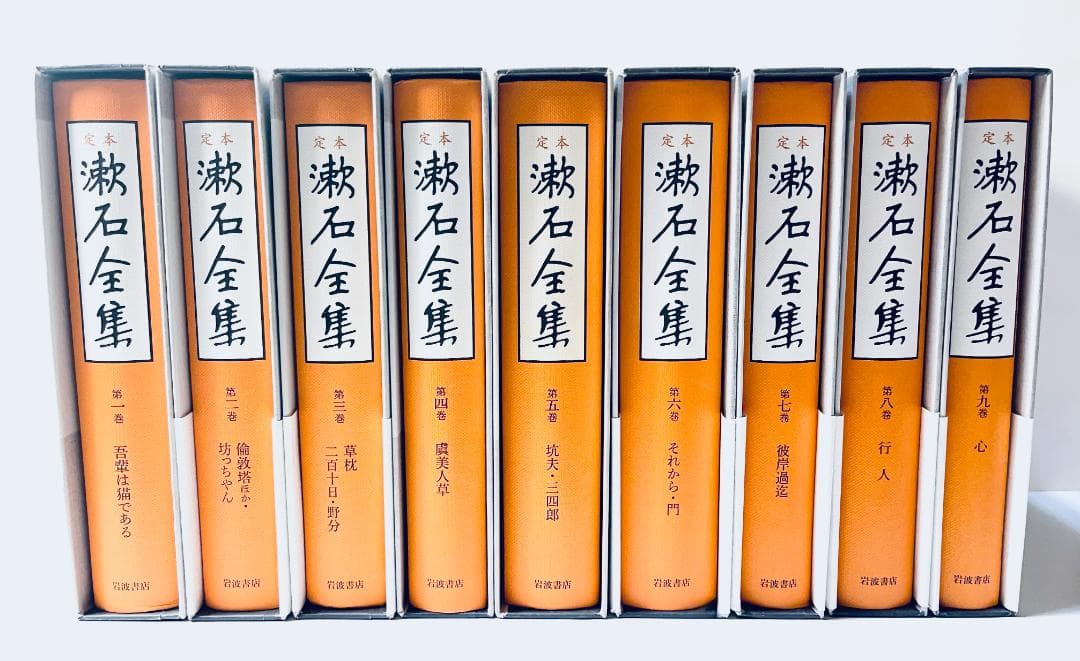 定本
漱石全集
第一巻
吾輩は猫である
岩波書店
定本
漱石全集
第二巻
倫敦塔ほか・
坊っちゃん
岩波書店
定本
漱石全集
第三巻
草枕
二百十日・野分
岩波書店
定本
漱石全集
第四巻
虞美人草
岩波書店
定本
漱石全集
第五巻
坑夫・三四郎
岩波書店
定本
漱石全集
第六巻
それから・門
岩波書店
定本
漱石全集
第七巻
彼岸過迄
岩波書店
定本
漱石全集
第八巻
行人
岩波書店
定本
漱石全集
第九巻
心
岩波書店